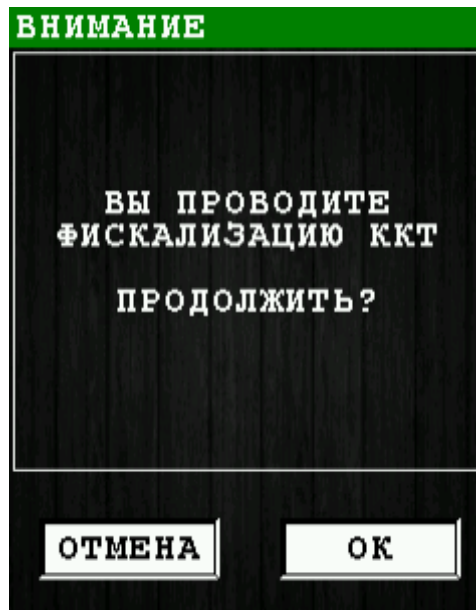 ВНИМАНИЕ
ВЫ ПРОВОДИТЕ
ФИСКАЛИЗАЦИЮ ККТ
ПРОДОЛЖИТЬ?
ОТМЕНА
ОК